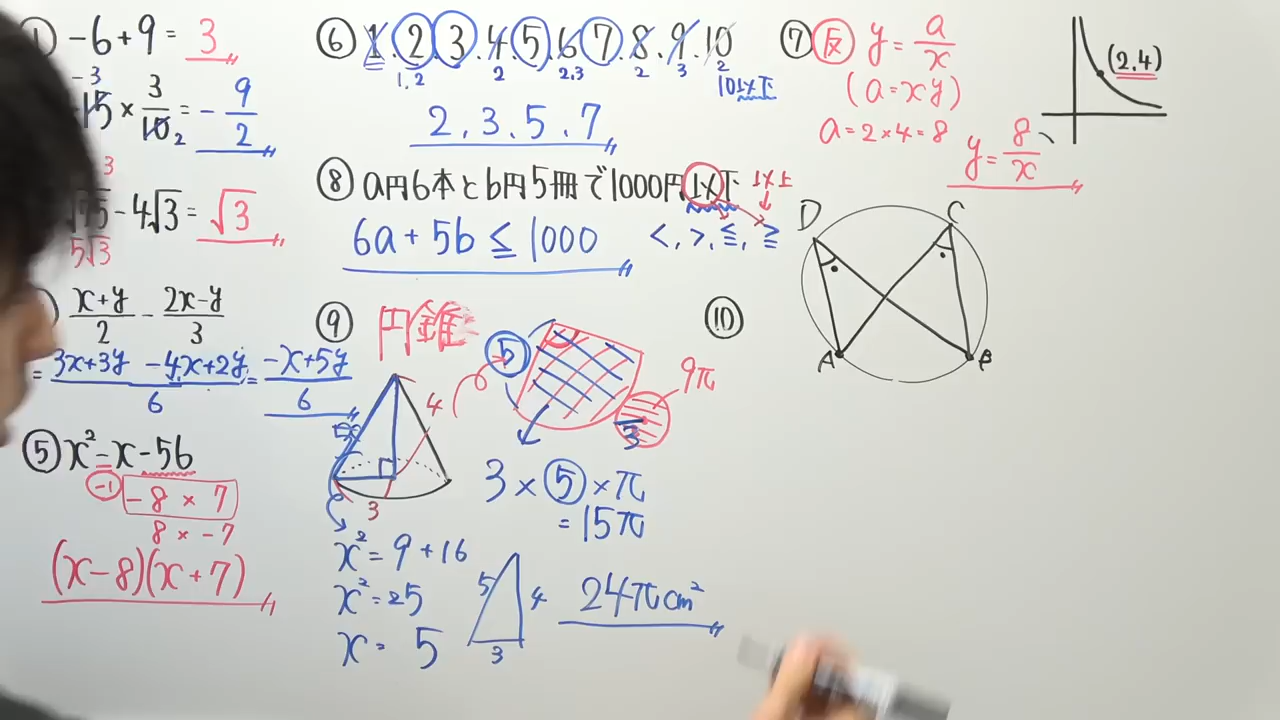 -6+9= 3
-3
-15 × 3/10 2 = -9/2
3
√75 - 4√3 = √3
5√3
x+y/2 - 2x-y/3
= 3x+3y -4x+2y/6 = -x+5y/6
⑤ x² -x-56
-1 -8 × 7
8 × -7
(x-8)(x+7)
⑥ 1.2.3.4.5.6.7.8.9.10
1,2 2 2,3 2 3 2
10以下
2.3.5.7
⑦ 反 y=a/x
(a=xy)
a=2×4=8
y=8/x
(2.4)
⑧ a円6本とb円5冊で1000円以下 以上
6a+5b≦1000
<,>,≦,≧
⑨ 円錐
4
3
5
9π
3
3×⑤×π
=15π
x²=9+16
x²=25
x=5
5 4
3
24πcm²
⑩
D C
A B